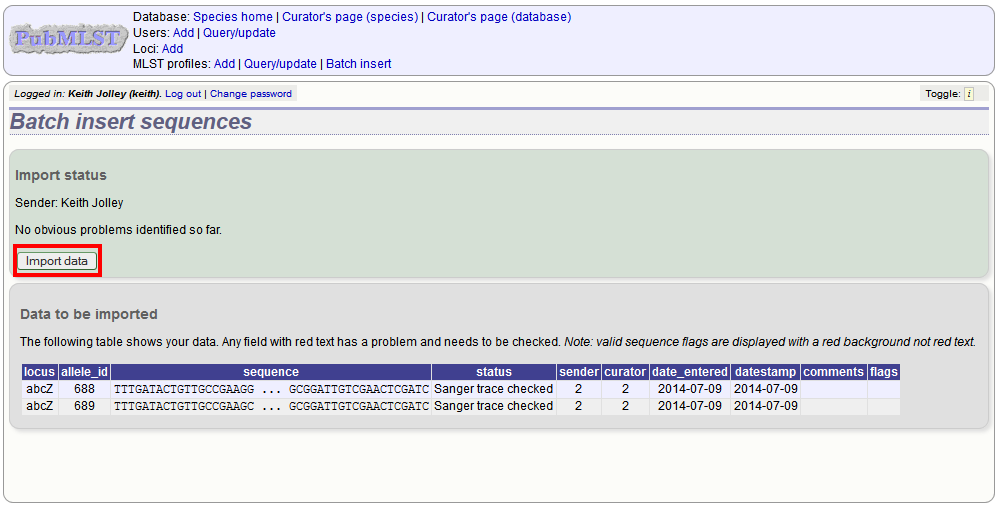 PubMLST
Database: Species home | Curator's page (species) | Curator's page (database)
Users: Add | Query/update
Loci: Add
MLST profiles: Add | Query/update | Batch insert
Logged in: Keith Jolley (keith). Log out | Change password
Toggle: i
Batch insert sequences
Import status
Sender: Keith Jolley
No obvious problems identified so far.
Import data
Data to be imported
The following table shows your data. Any field with red text has a problem and needs to be checked. Note: valid sequence flags are displayed with a red background not red text.
locus allele_id sequence status sender curator date_entered datestamp comments flags
abcZ 688 TTTGATACTGTTGCCGAAGG ... GCGGATTGTCGAACTCGATC Sanger trace checked 2 2 2014-07-09 2014-07-09
abcZ 689 TTTGATACTGTTGCCGAAGC ... GCGGATTGTCGAACTCGATC Sanger trace checked 2 2 2014-07-09 2014-07-09